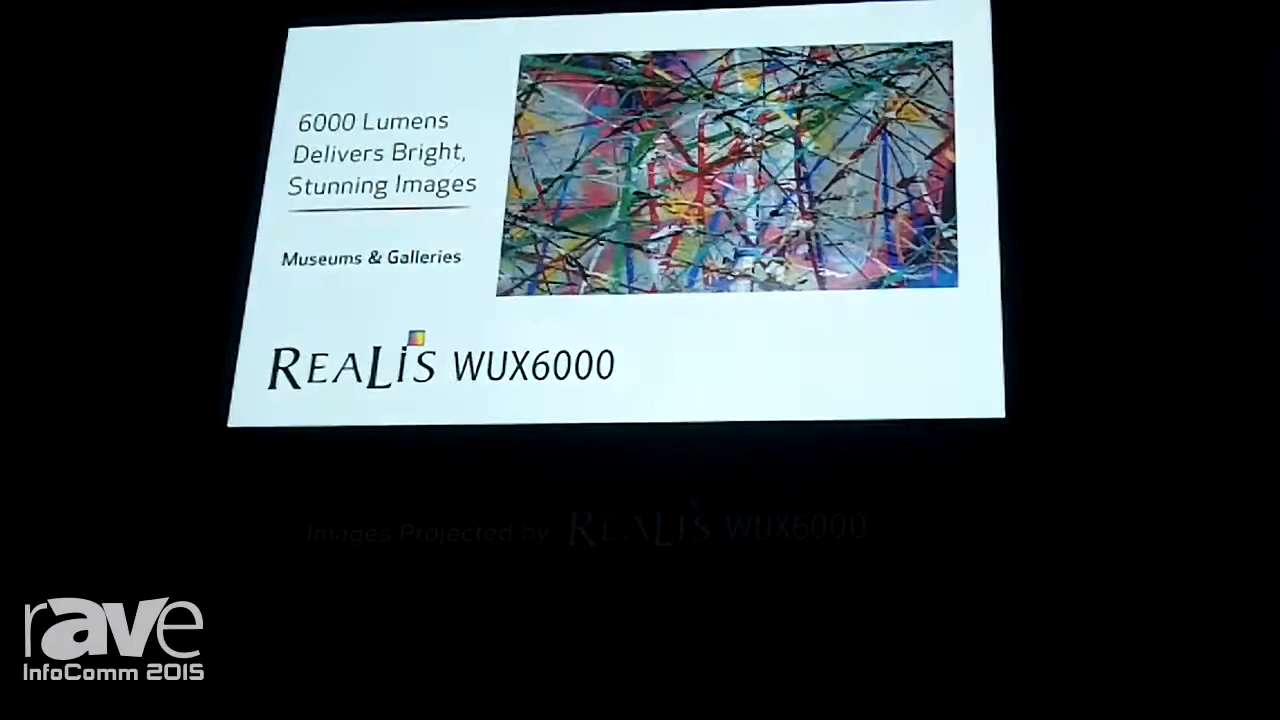 6000 Lumens
Delivers Bright,
Stunning Images
Museums & Galleries
REALiS WUX6000
Images Projected by REALiS WUX6000
rave
InfoComm 2015